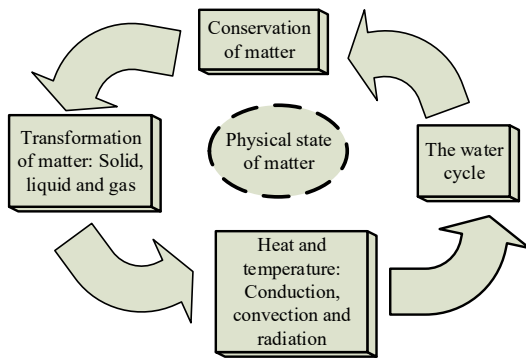 Conservation
of matter
Transformation
of matter: Solid,
liquid and gas
Physical state
of matter
The water
cycle
Heat and
temperature:
Conduction,
convection and
radiation